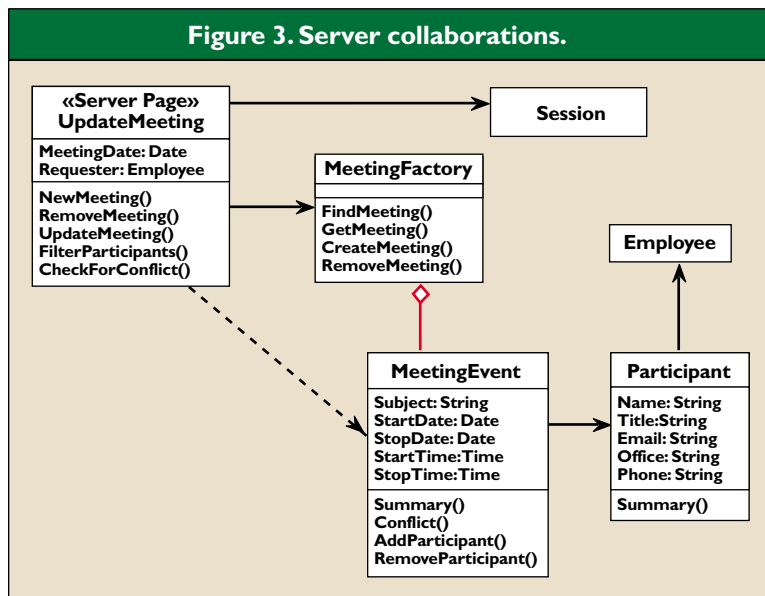 Figure 3. Server collaborations.
«Server Page»
UpdateMeeting
MeetingDate: Date
Requester: Employee
NewMeeting()
RemoveMeeting()
UpdateMeeting()
FilterParticipants()
CheckForConflict()
Session
MeetingFactory
FindMeeting()
GetMeeting()
CreateMeeting()
RemoveMeeting()
Employee
MeetingEvent
Subject: String
StartDate: Date
StopDate: Date
StartTime:Time
StopTime:Time
Summary()
Conflict()
AddParticipant()
RemoveParticipant()
Participant
Name: String
Title:String
Email: String
Office: String
Phone: String
Summary()